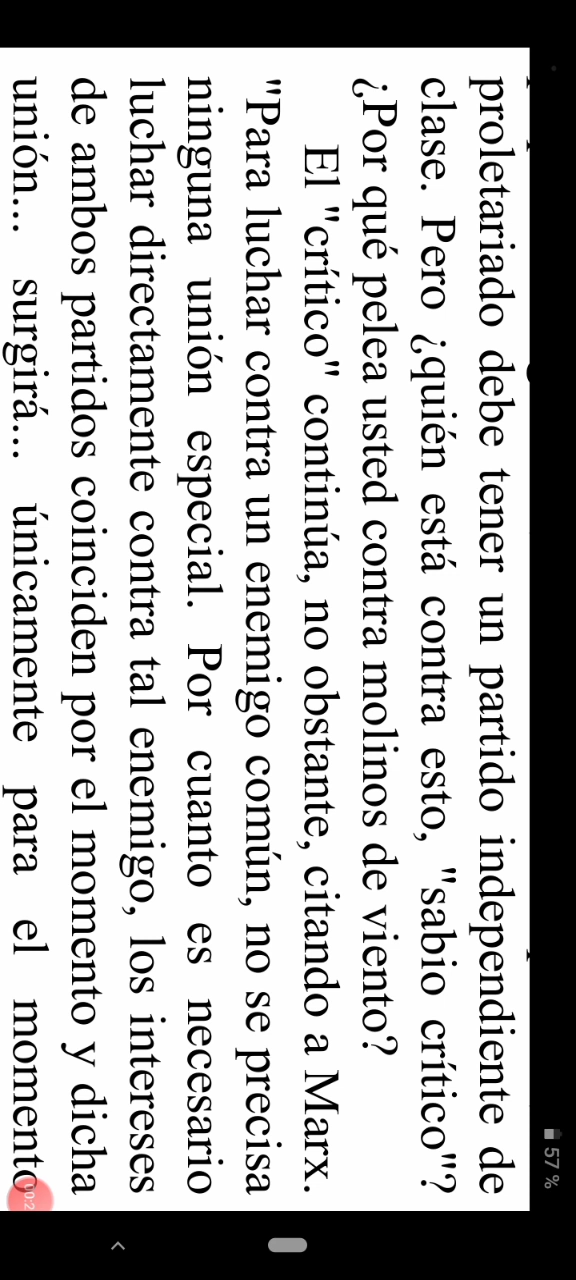 proletariado debe tener un partido independiente de
clase. Pero ¿quién está contra esto, "sabio crítico"?
¿Por qué pelea usted contra molinos de viento?
El "crítico" continúa, no obstante, citando a Marx.
"Para luchar contra un enemigo común, no se precisa
ninguna unión especial. Por cuanto es necesario
luchar directamente contra tal enemigo, los intereses
de ambos partidos coinciden por el momento y dicha
unión... surgirá... únicamente para el momento
57 %